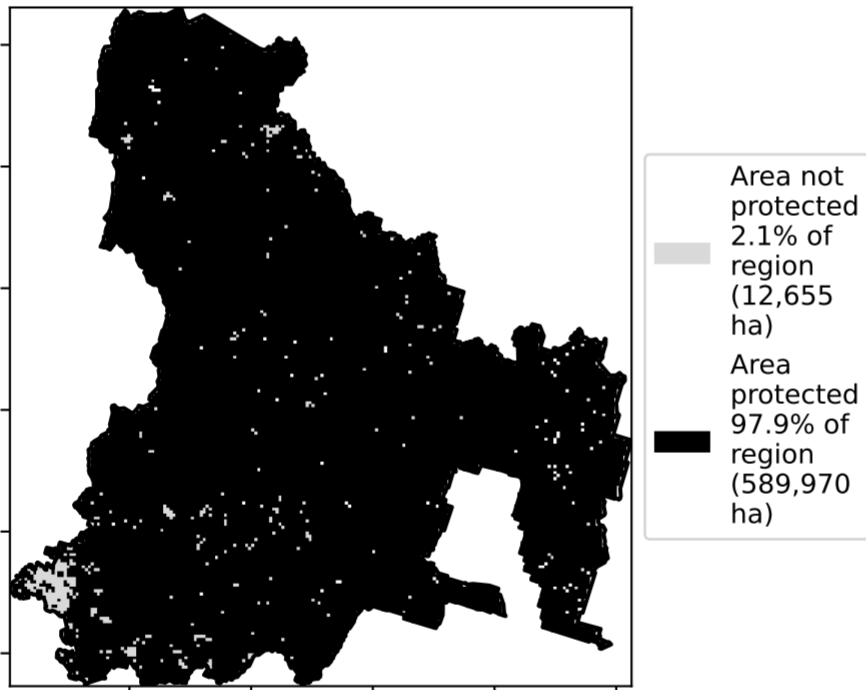 Area not
protected
2.1% of
region
(12,655
ha)
Area
protected
97.9% of
region
(589,970
ha)